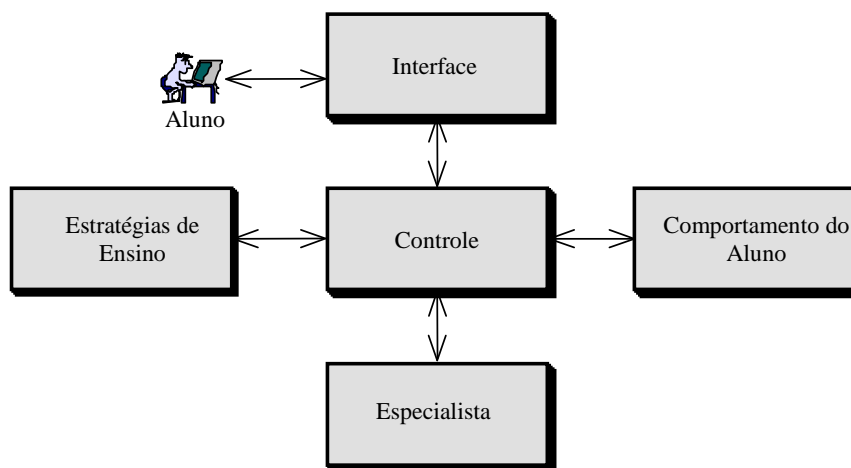 Interface
Aluno
Estratégias de
Ensino
Controle
Comportamento do
Aluno
Especialista